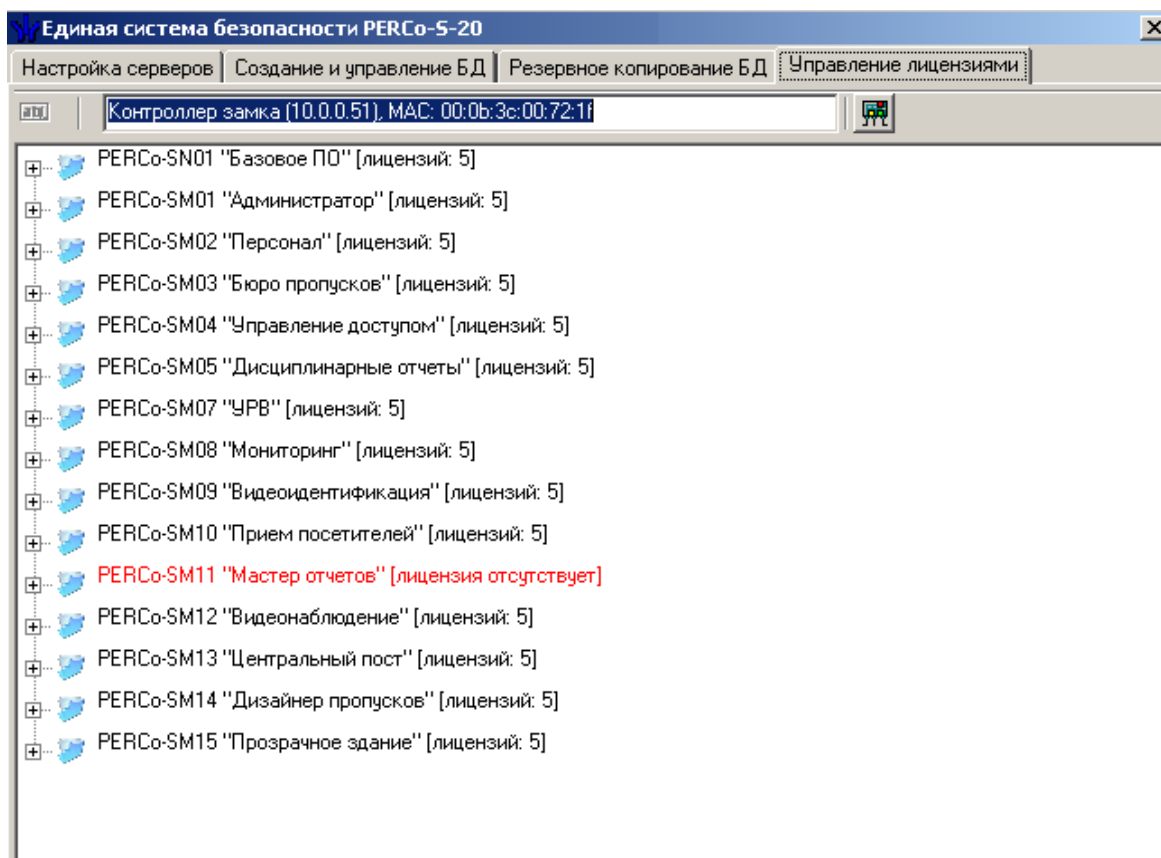 Единая система безопасности PERCo-S-20
Настройка серверов Создание и управление БД Резервное копирование БД Управление лицензиями
abl Контроллер замка (10.0.0.51), MAC: 00:0b:3c:00:72:1f
PERCo-SN01 "Базовое ПО" [лицензий: 5]
PERCo-SM01 "Администратор" [лицензий: 5]
PERCo-SM02 "Персонал" [лицензий: 5]
PERCo-SM03 "Бюро пропусков" [лицензий: 5]
PERCo-SM04 "Управление доступом" [лицензий: 5]
PERCo-SM05 "Дисциплинарные отчеты" [лицензий: 5]
PERCo-SM07 "УРВ" [лицензий: 5]
PERCo-SM08 "Мониторинг" [лицензий: 5]
PERCo-SM09 "Видеоидентификация" [лицензий: 5]
PERCo-SM10 "Прием посетителей" [лицензий: 5]
PERCo-SM11 "Мастер отчетов" [лицензия отсутствует]
PERCo-SM12 "Видеонаблюдение" [лицензий: 5]
PERCo-SM13 "Центральный пост" [лицензий: 5]
PERCo-SM14 "Дизайнер пропусков" [лицензий: 5]
PERCo-SM15 "Прозрачное здание" [лицензий: 5]